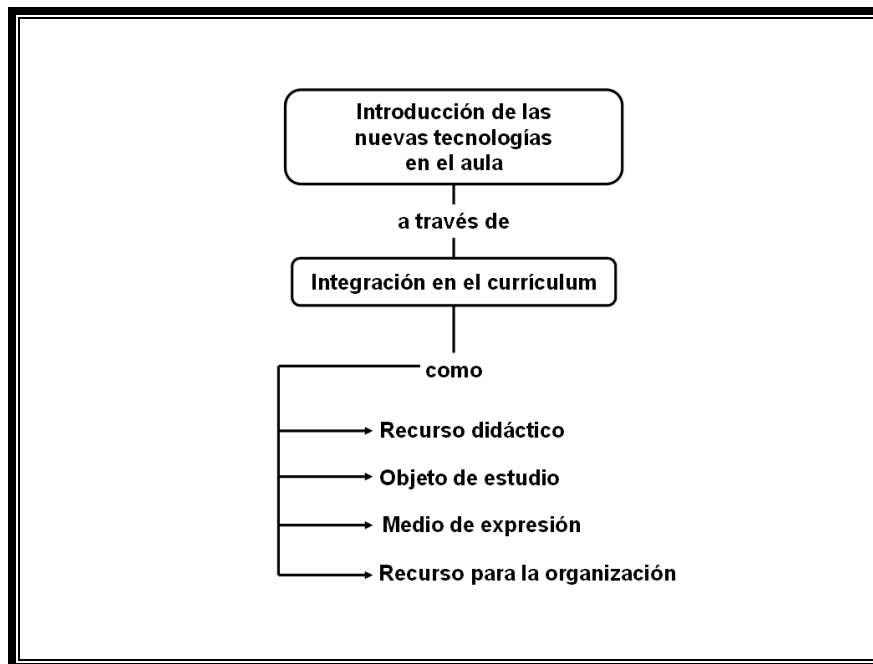 Introducción de las
nuevas tecnologías
en el aula
a través de
Integración en el currículum
como
Recurso didáctico
Objeto de estudio
Medio de expresión
Recurso para la organización